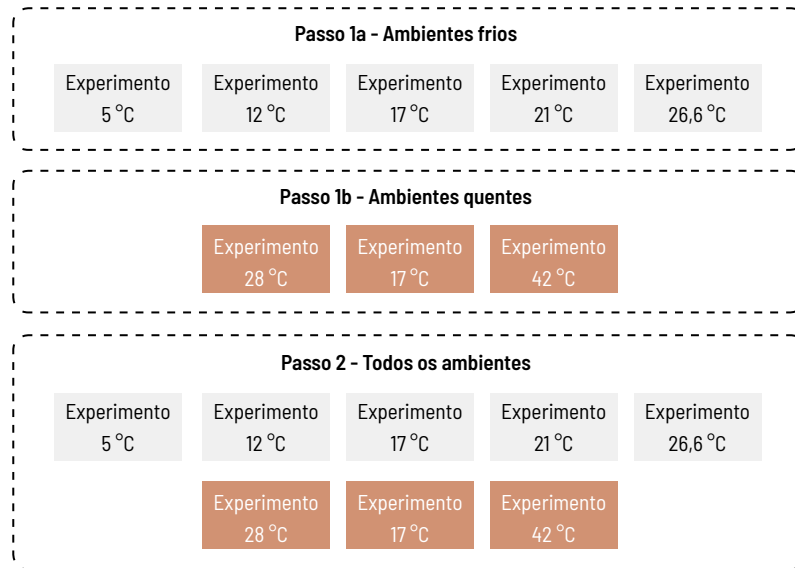 Passo 1a - Ambientes frios
Experimento Experimento Experimento Experimento Experimento
5 °C 12 °C 17 °C 21 °C 26,6 °C
Passo 1b - Ambientes quentes
Experimento Experimento Experimento
28 °C 17 °C 42 °C
Passo 2 - Todos os ambientes
Experimento Experimento Experimento Experimento Experimento
5 °C 12 °C 17 °C 21 °C 26,6 °C
Experimento Experimento Experimento
28 °C 17 °C 42 °C